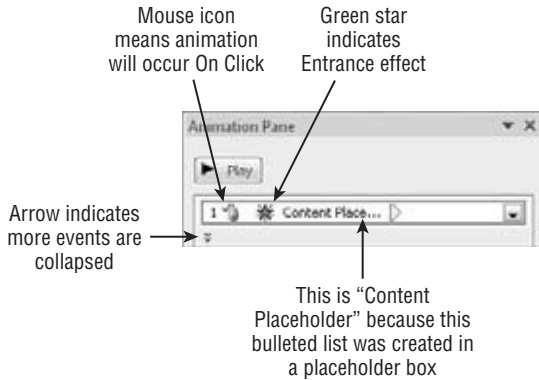 Mouse icon
means animation
will occur On Click
Green star
indicates
Entrance effect
Animation Pane
Play
1 Content Place...
Arrow indicates
more events are
collapsed
This is “Content
Placeholder” because this
bulleted list was created in
a placeholder box